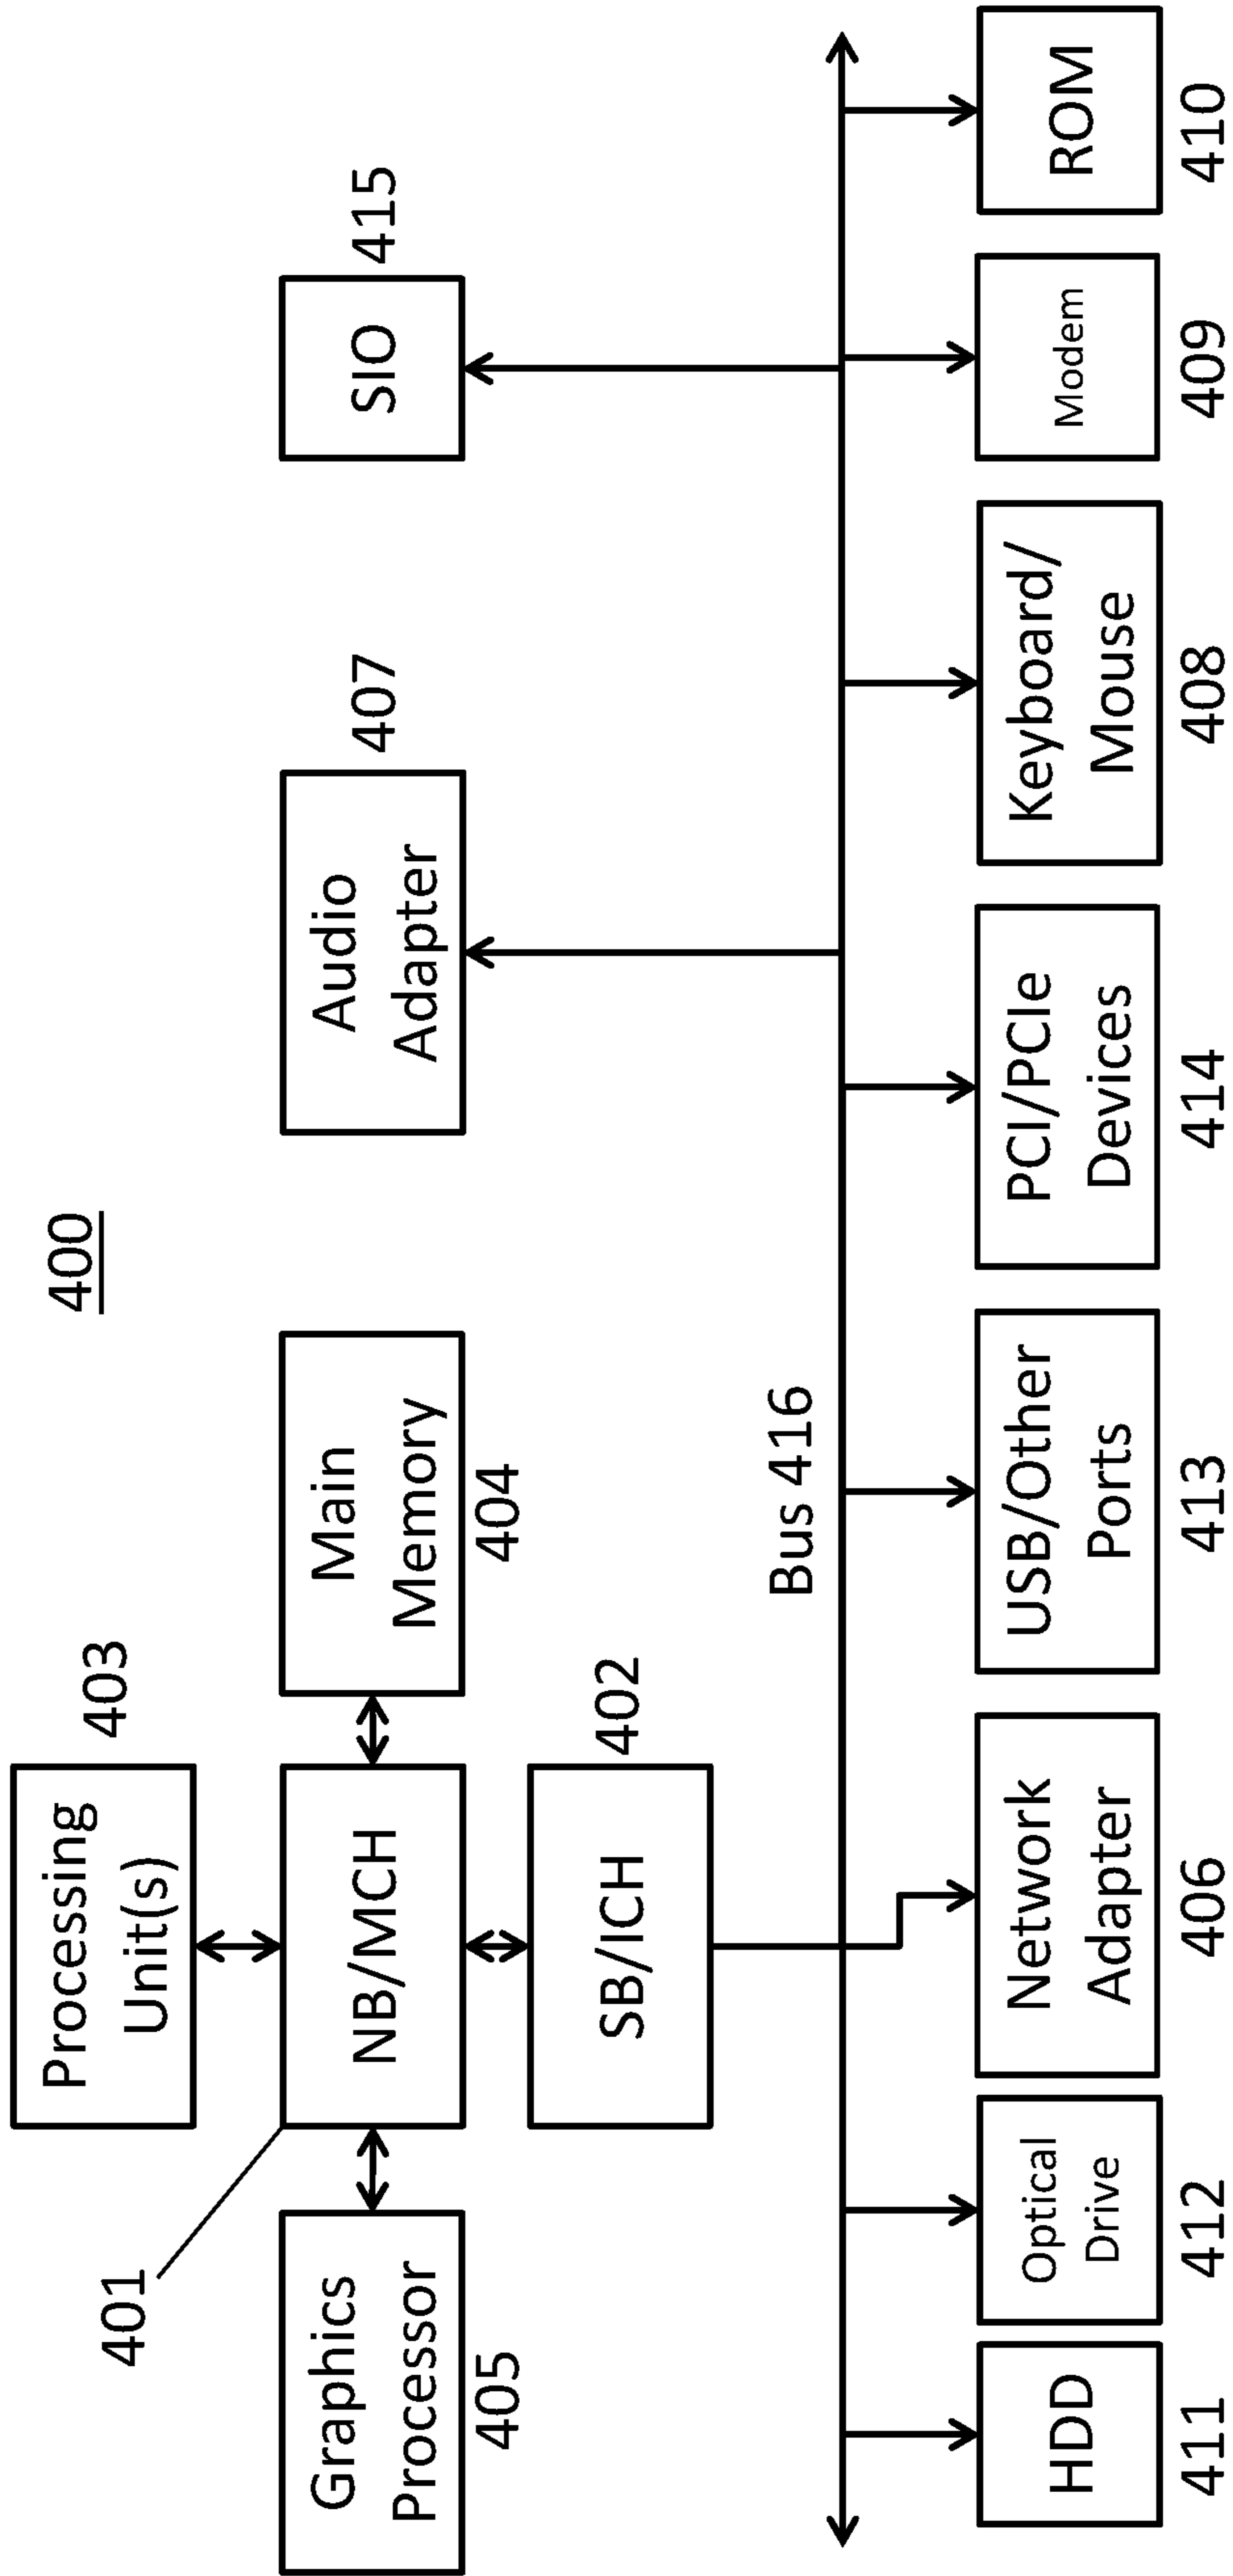 400
403
Processing
Unit(s)
401
Graphics
Processor
405
NB/MCH
Main
Memory
404
Audio
Adapter
407
SIO
415
SB/ICH
402
Bus 416
HDD
411
Optical
Drive
412
Network
Adapter
406
USB/Other
Ports
413
PCI/PCIe
Devices
414
Keyboard/
Mouse
408
Modem
409
ROM
410